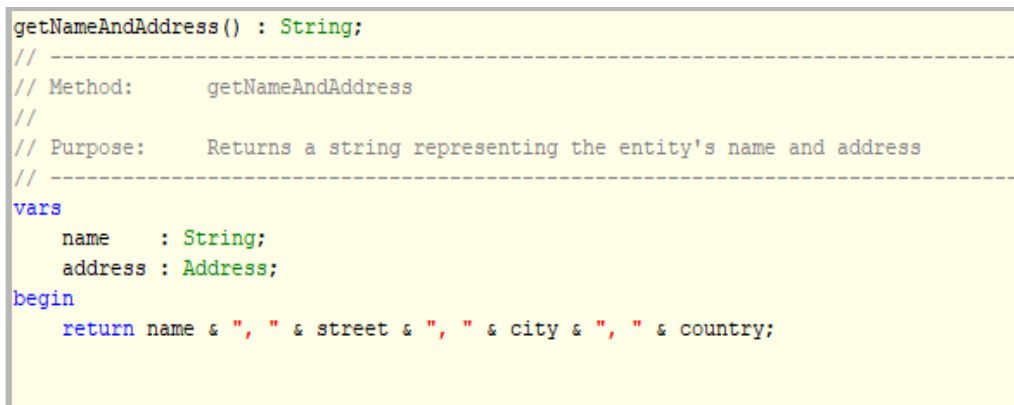 getNameAndAddress() : String;
// --------------------------------------------------------------------------------
// Method:      getNameAndAddress
//
// Purpose:     Returns a string representing the entity's name and address
// --------------------------------------------------------------------------------
vars
    name    : String;
    address : Address;
begin
    return name & ", " & street & ", " & city & ", " & country;